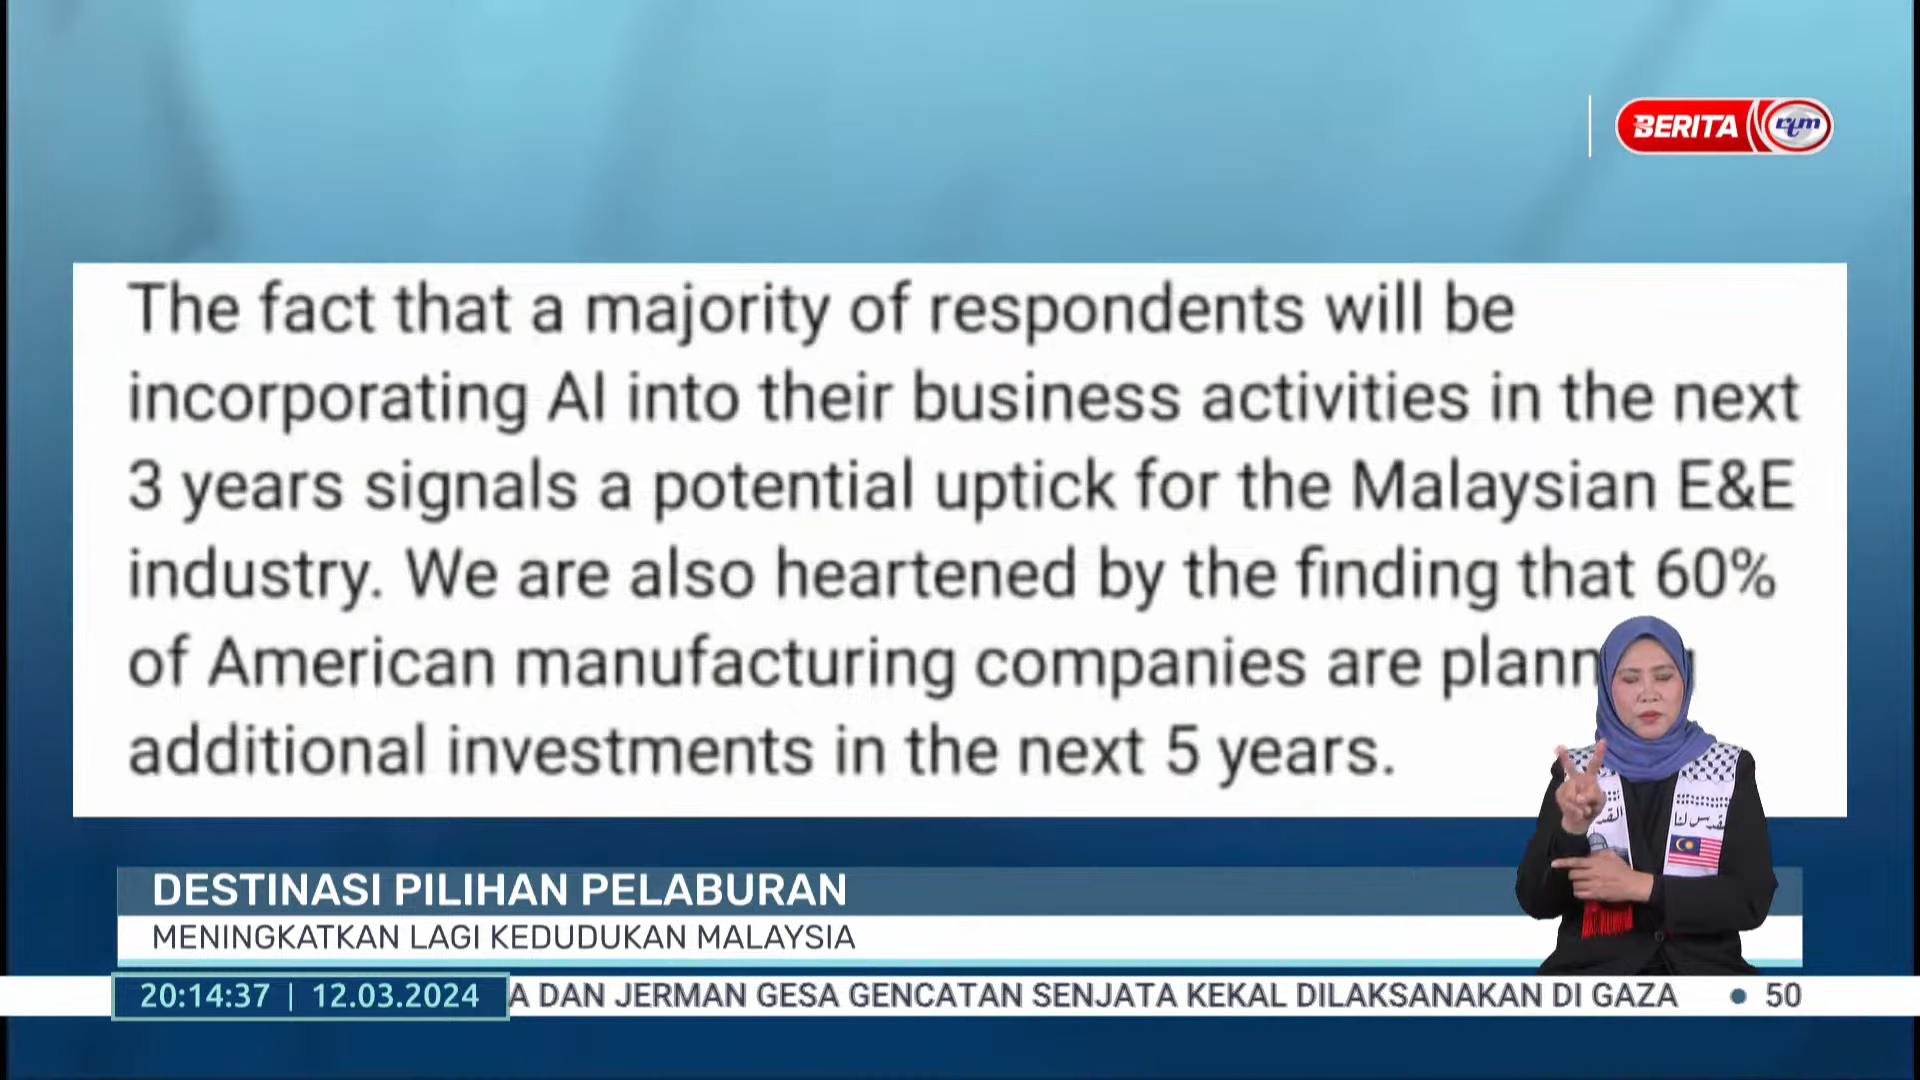 BERITA rtm
The fact that a majority of respondents will be
incorporating AI into their business activities in the next
3 years signals a potential uptick for the Malaysian E&E
industry. We are also heartened by the finding that 60%
of American manufacturing companies are
additional investments in the next 5 years.
القدس لنا
DESTINASI PILIHAN PELABURAN
MENINGKATKAN LAGI KEDUDUKAN MALAYSIA
20:14:37 | 12.03.2024 A DAN JERMAN GESA GENCATAN SENJATA KEKAL DILAKSANAKAN DI GAZA • 50